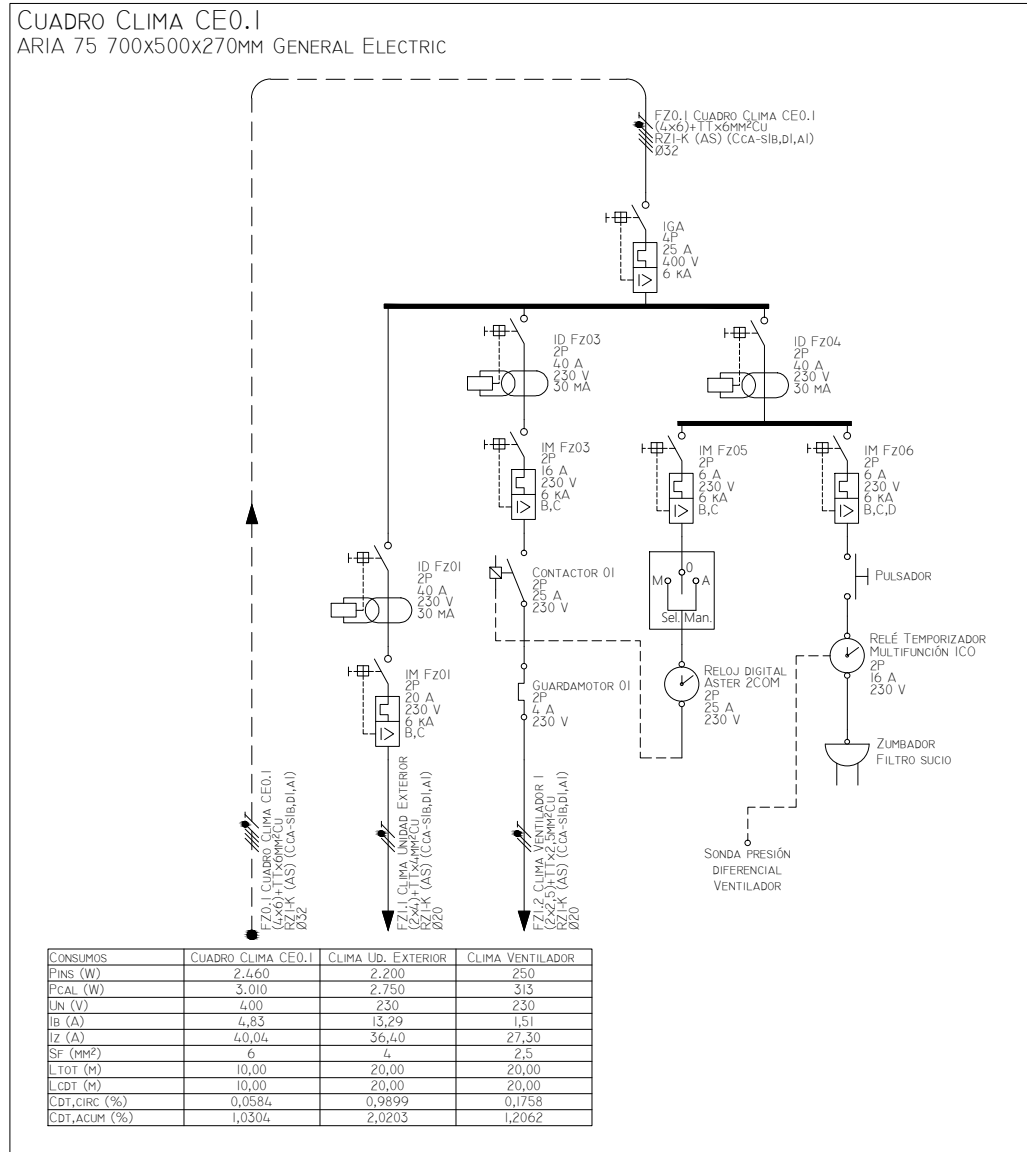 CUADRO CLIMA CE0.1
ARIA 75 700X500X270MM GENERAL ELECTRIC
FZ0.1 CUADRO CLIMA CE0.1
(4x6)+TTx6MM²CU
RZ1-K (AS) (CCA-S1B,D1,A1)
Ø32
IGA
4P
25 A
400 V
6 KA
ID FZ03
2P
40 A
230 V
30 MA
ID FZ04
2P
40 A
230 V
30 MA
IM FZ03
2P
16 A
230 V
6 KA
B,C
IM FZ05
2P
6 A
230 V
6 KA
B,C
IM FZ06
2P
6 A
230 V
6 KA
B,C,D
ID FZ01
2P
40 A
230 V
30 MA
CONTACTOR 01
2P
25 A
230 V
0
M A
Sel. Man.
PULSADOR
RELÉ TEMPORIZADOR
MULTIFUNCIÓN ICO
2P
16 A
230 V
IM FZ01
2P
20 A
230 V
6 KA
B,C
GUARDAMOTOR 01
2P
4 A
230 V
RELOJ DIGITAL
ASTER 2COM
2P
25 A
230 V
ZUMBADOR
FILTRO SUCIO
FZ0.1 CUADRO CLIMA CE0.1
(4x6)+TTx6MM²CU
RZ1-K (AS) (CCA-S1B,D1,A1)
Ø32
FZ1.1 CLIMA UNIDAD EXTERIOR
(2x4)+TTx4MM²CU
RZ1-K (AS) (CCA-S1B,D1,A1)
Ø20
FZ1.2 CLIMA VENTILADOR 1
(2x2,5)+TTx2,5MM²CU
RZ1-K (AS) (CCA-S1B,D1,A1)
Ø20
SONDA PRESIÓN
DIFERENCIAL
VENTILADOR
CONSUMOS CUADRO CLIMA CE0.1 CLIMA UD. EXTERIOR CLIMA VENTILADOR
PINS (W) 2.460 2.200 250
PCAL (W) 3.010 2.750 313
UN (V) 400 230 230
IB (A) 4,83 13,29 1,51
IZ (A) 40,04 36,40 27,30
SF (MM²) 6 4 2,5
LTOT (M) 10,00 20,00 20,00
LCDT (M) 10,00 20,00 20,00
CDT,CIRC (%) 0,0584 0,9899 0,1758
CDT,ACUM (%) 1,0304 2,0203 1,2062